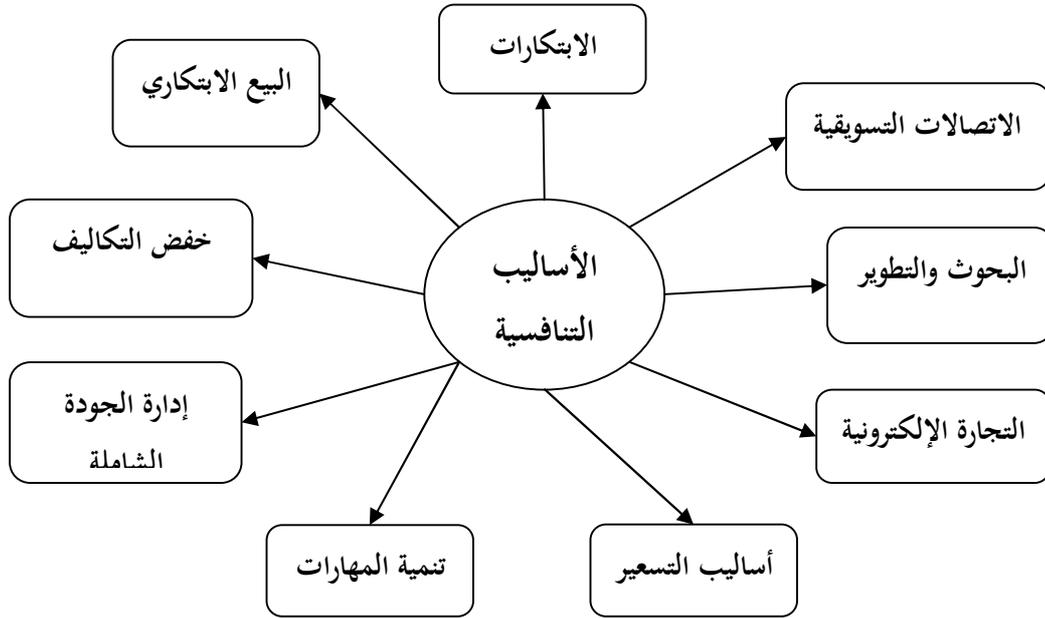 الابتكارات
البيع الابتكاري
الاتصالات التسويقية
خفض التكاليف
البحوث والتطوير
الأساليب
التنافسية
إدارة الجودة
الشاملة
التجارة الإلكترونية
تنمية المهارات
أساليب التسعير